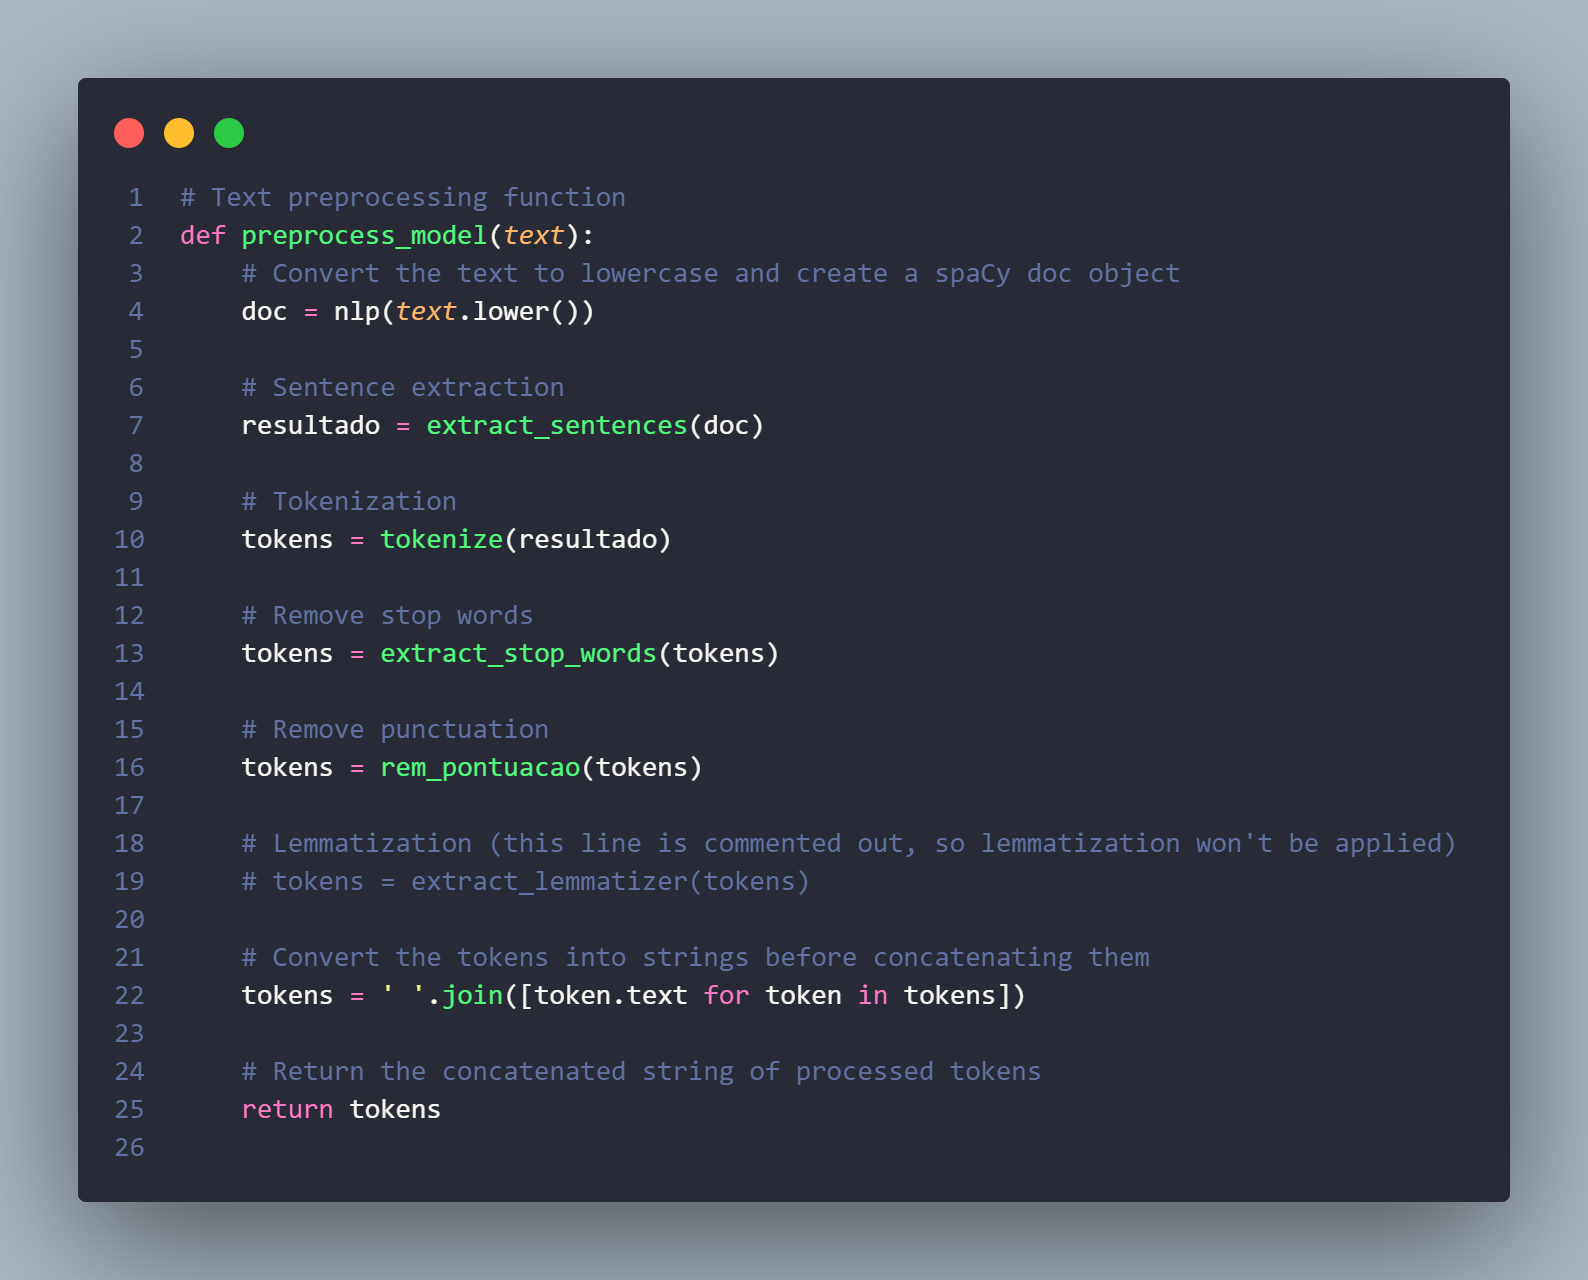 1 # Text preprocessing function
2 def preprocess_model(text):
3     # Convert the text to lowercase and create a spaCy doc object
4     doc = nlp(text.lower())
5
6     # Sentence extraction
7     resultado = extract_sentences(doc)
8
9     # Tokenization
10     tokens = tokenize(resultado)
11
12     # Remove stop words
13     tokens = extract_stop_words(tokens)
14
15     # Remove punctuation
16     tokens = rem_pontuacao(tokens)
17
18     # Lemmatization (this line is commented out, so lemmatization won't be applied)
19     # tokens = extract_lemmatizer(tokens)
20
21     # Convert the tokens into strings before concatenating them
22     tokens = ' '.join([token.text for token in tokens])
23
24     # Return the concatenated string of processed tokens
25     return tokens
26